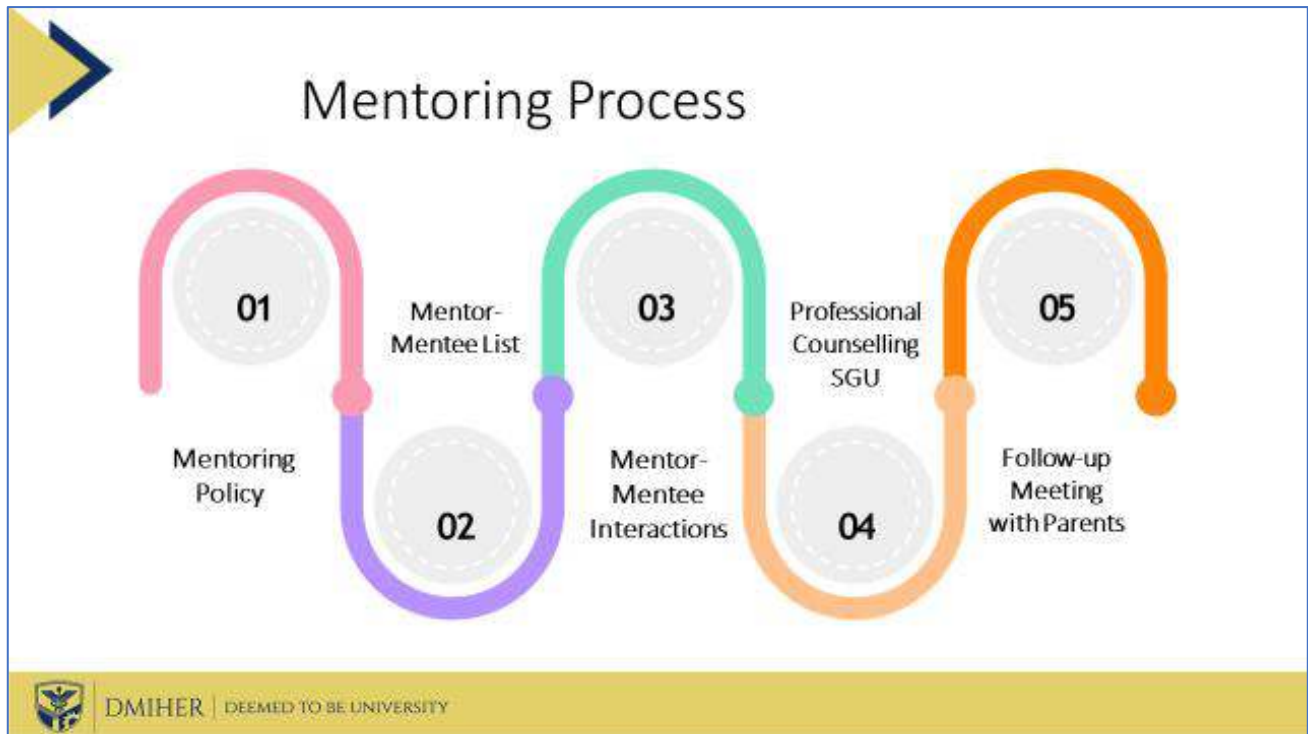 Mentoring Process
01
Mentoring
Policy
02
Mentor-
Mentee List
03
Mentor-
Mentee
Interactions
04
Professional
Counselling
SGU
05
Follow-up
Meeting
with Parents
DMIHER | DEEMED TO BE UNIVERSITY